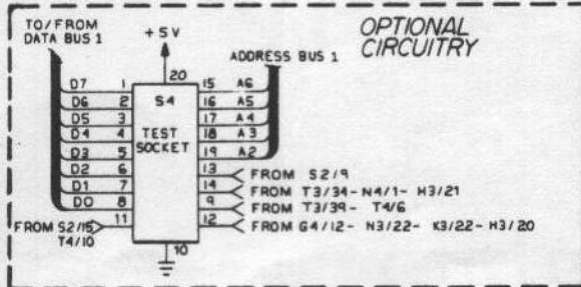 TO/FROM
DATA BUS 1
+5V
OPTIONAL
CIRCUITRY
ADDRESS BUS 1
20
D7 1 15 A6
D6 2 S4 16 A5
D5 3 17 A4
D4 4 TEST 18 A3
D3 5 SOCKET 19 A2
D2 6 13 FROM S2/9
D1 7 14 FROM T3/34-N4/1-H3/21
D0 8 9 FROM T3/39-T4/6
FROM S2/15 11 12 FROM G4/12-N3/22-K3/22-H3/20
T4/10
10